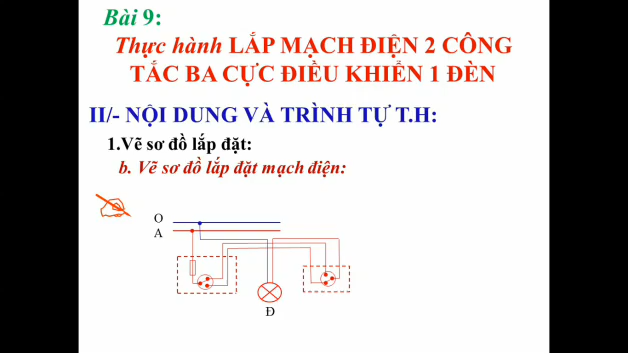 Bài 9:
Thực hành LẮP MẠCH ĐIỆN 2 CÔNG
TẮC BA CỰC ĐIỀU KHIỂN 1 ĐÈN
II/- NỘI DUNG VÀ TRÌNH TỰ T.H:
1.Vẽ sơ đồ lắp đặt:
b. Vẽ sơ đồ lắp đặt mạch điện:
O
A
Đ